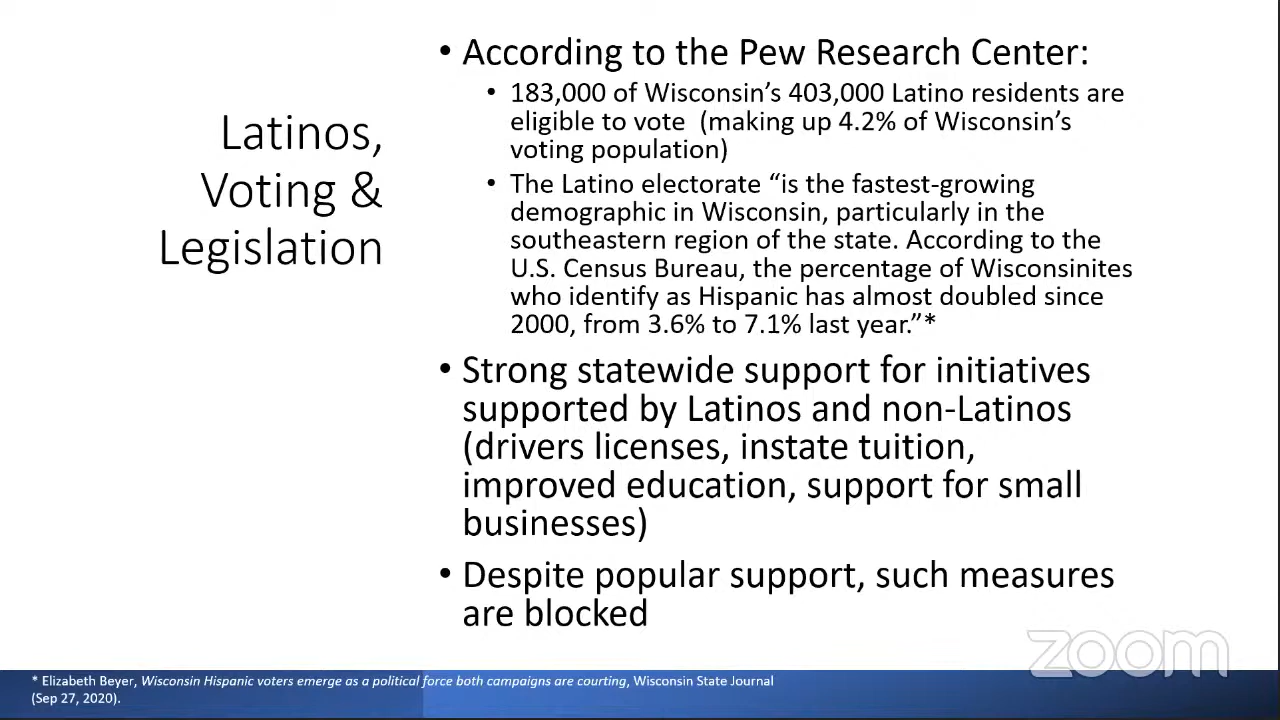 Latinos,
Voting &
Legislation
• According to the Pew Research Center:
• 183,000 of Wisconsin’s 403,000 Latino residents are
eligible to vote  (making up 4.2% of Wisconsin’s
voting population)
• The Latino electorate “is the fastest-growing
demographic in Wisconsin, particularly in the
southeastern region of the state. According to the
U.S. Census Bureau, the percentage of Wisconsinites
who identify as Hispanic has almost doubled since
2000, from 3.6% to 7.1% last year.”*
• Strong statewide support for initiatives
supported by Latinos and non-Latinos
(drivers licenses, instate tuition,
improved education, support for small
businesses)
• Despite popular support, such measures
are blocked
zoom
* Elizabeth Beyer, Wisconsin Hispanic voters emerge as a political force both campaigns are courting, Wisconsin State Journal
(Sep 27, 2020).